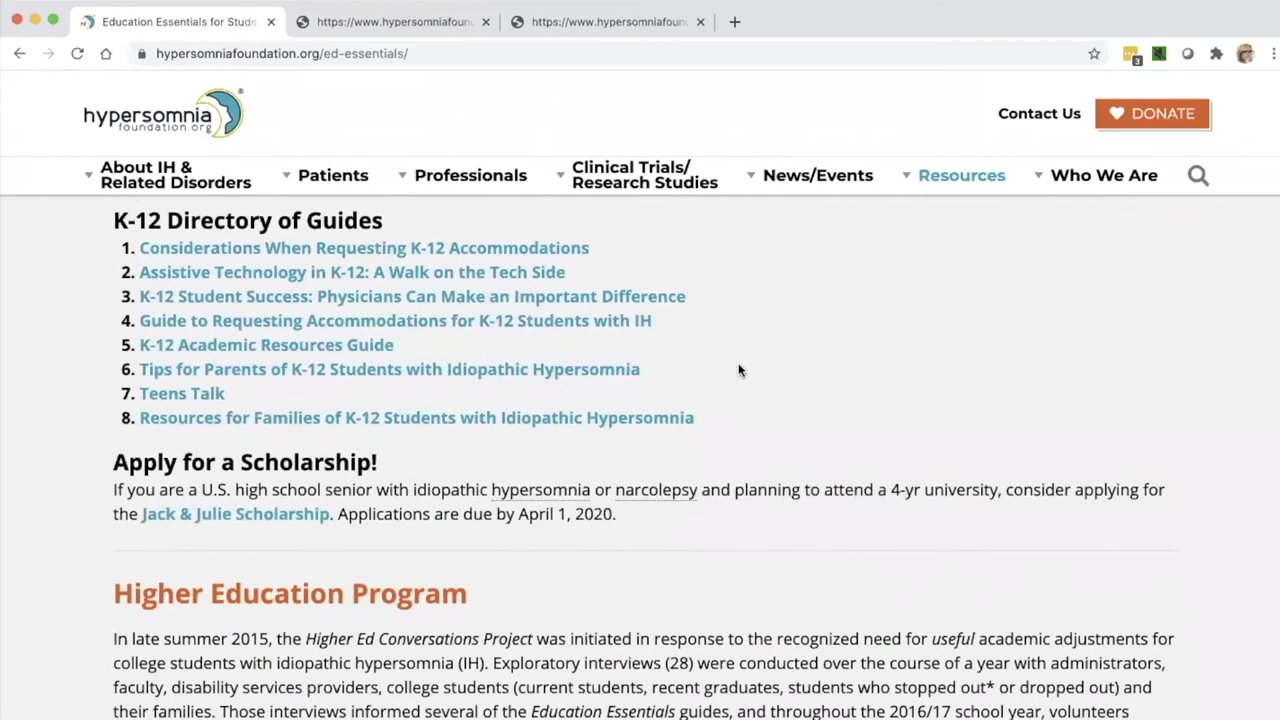 Education Essentials for Stude
https://www.hypersomniafoun
https://www.hypersomniafoun
hypersomniafoundation.org/ed-essentials/
3
hypersomnia
foundation.org
®
Contact Us
DONATE
About IH &
Related Disorders
Patients
Professionals
Clinical Trials/
Research Studies
News/Events
Resources
Who We Are
K-12 Directory of Guides
1. Considerations When Requesting K-12 Accommodations
2. Assistive Technology in K-12: A Walk on the Tech Side
3. K-12 Student Success: Physicians Can Make an Important Difference
4. Guide to Requesting Accommodations for K-12 Students with IH
5. K-12 Academic Resources Guide
6. Tips for Parents of K-12 Students with Idiopathic Hypersomnia
7. Teens Talk
8. Resources for Families of K-12 Students with Idiopathic Hypersomnia
Apply for a Scholarship!
If you are a U.S. high school senior with idiopathic hypersomnia or narcolepsy and planning to attend a 4-yr university, consider applying for
the Jack & Julie Scholarship. Applications are due by April 1, 2020.
Higher Education Program
In late summer 2015, the Higher Ed Conversations Project was initiated in response to the recognized need for useful academic adjustments for
college students with idiopathic hypersomnia (IH). Exploratory interviews (28) were conducted over the course of a year with administrators,
faculty, disability services providers, college students (current students, recent graduates, students who stopped out* or dropped out) and
their families. Those interviews informed several of the Education Essentials guides, and throughout the 2016/17 school year, volunteers